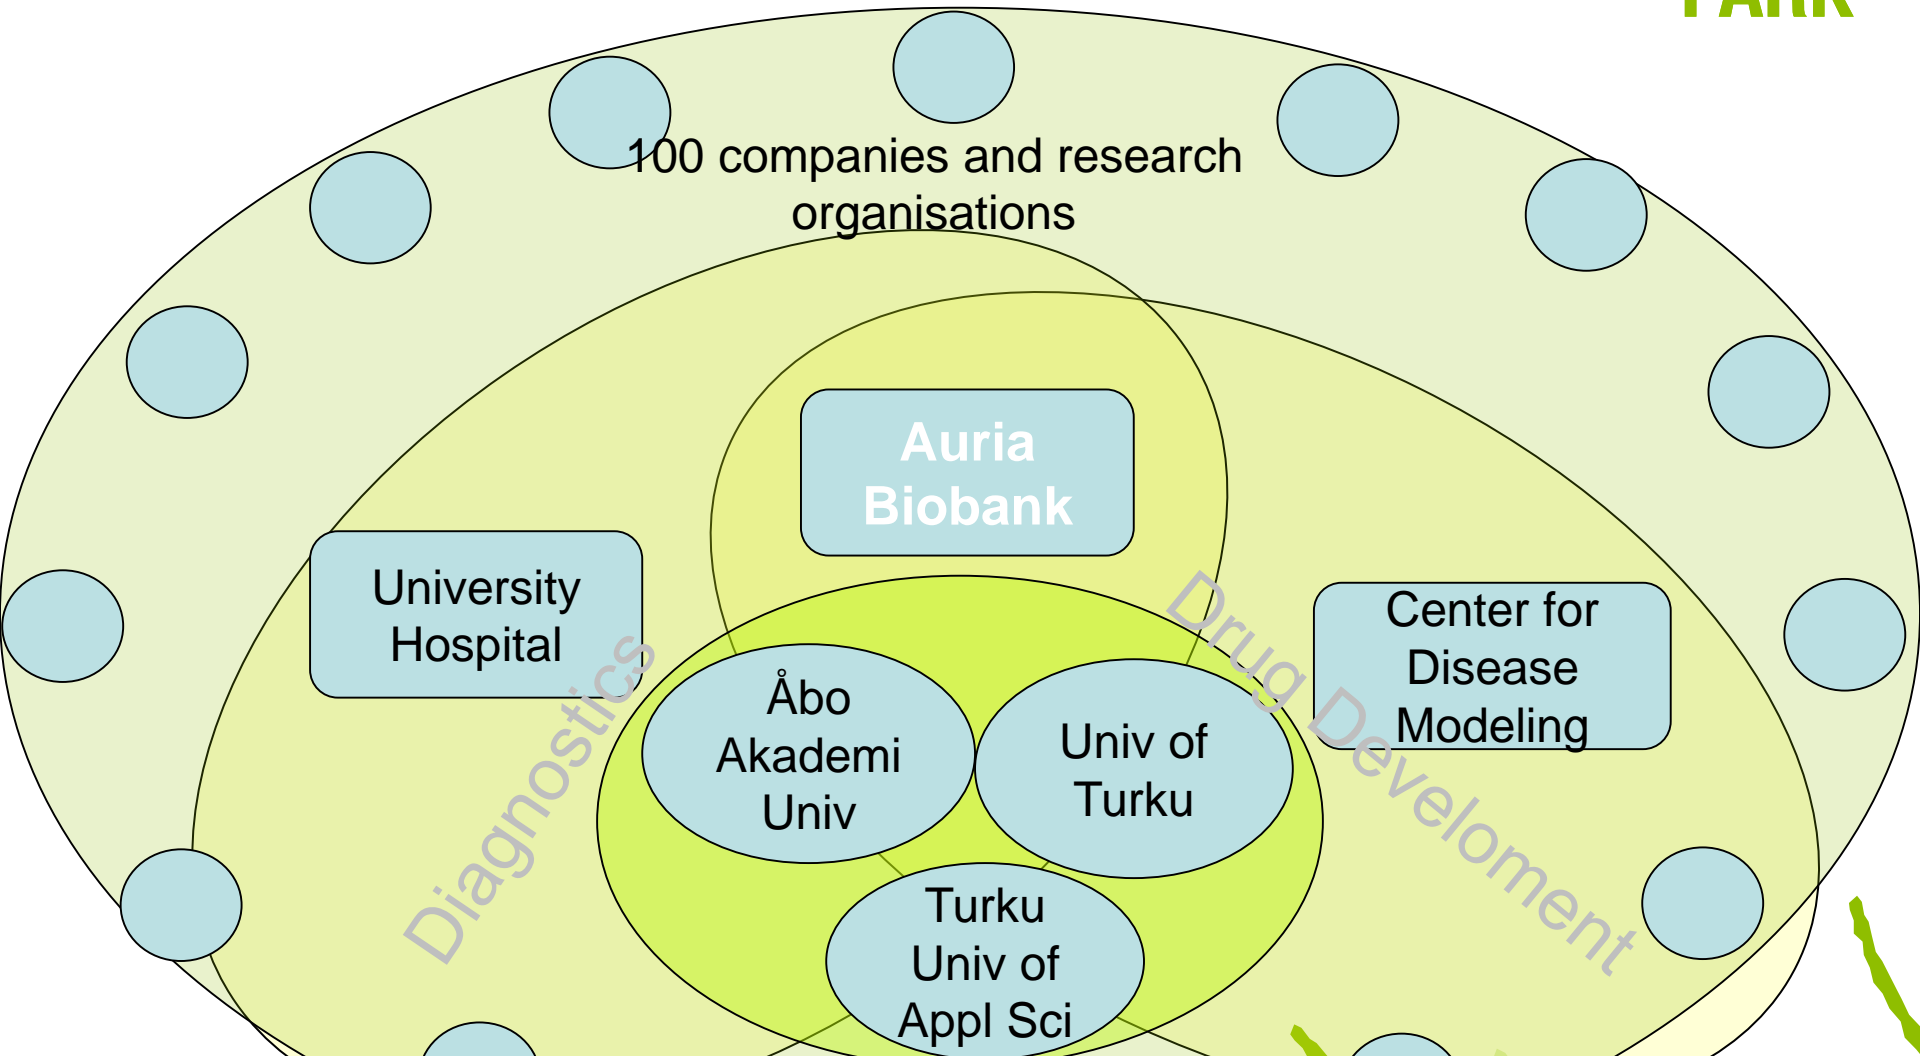 PARK
100 companies and research
organisations
Auria
Biobank
University
Hospital
Center for
Disease
Modeling
Diagnostics
Drug Develoment
Åbo
Akademi
Univ
Univ of
Turku
Turku
Univ of
Appl Sci